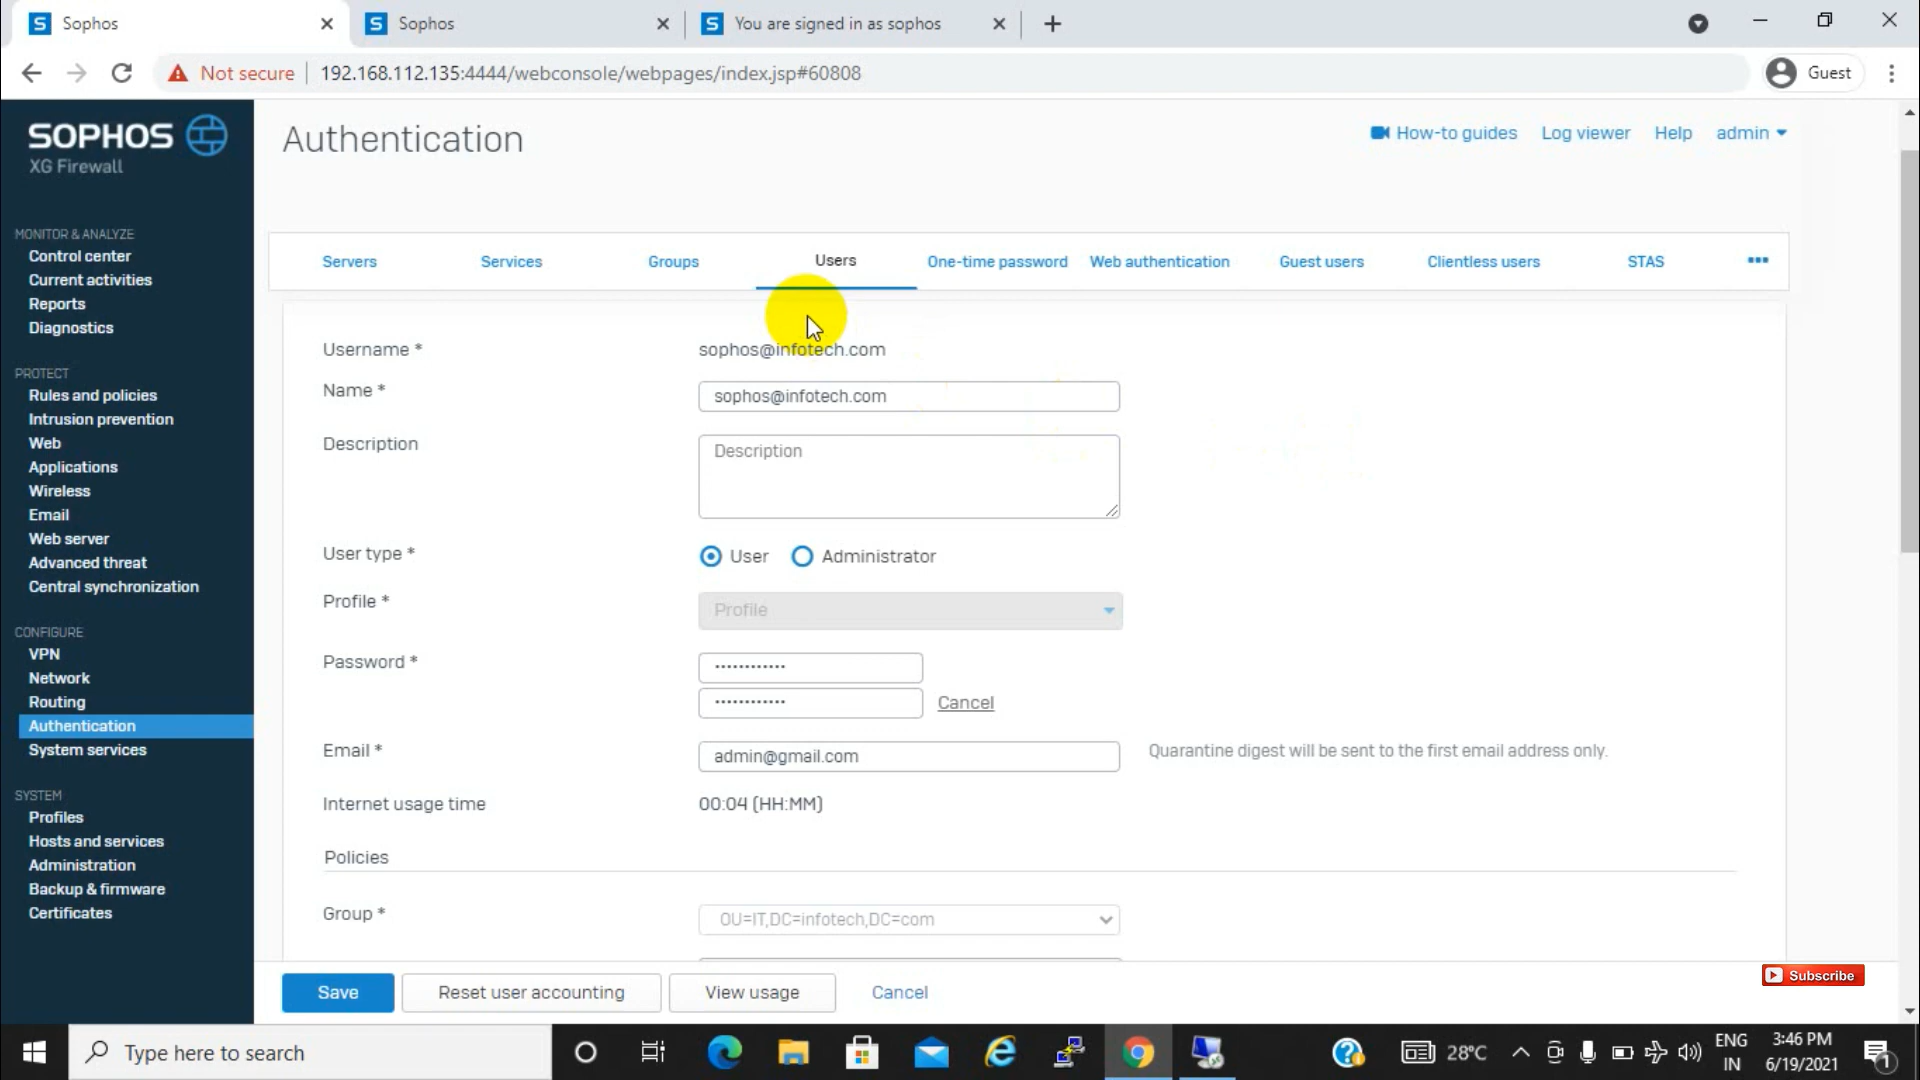 Sophos
Sophos
You are signed in as sophos
Not secure
192.168.112.135:4444/webconsole/webpages/index.jsp#60808
Guest
SOPHOS
XG Firewall
Authentication
How-to guides
Log viewer
Help
admin
Servers
Services
Groups
Users
One-time password
Web authentication
Guest users
Clientless users
STAS
MONITOR & ANALYZE
Control center
Current activities
Reports
Diagnostics
PROTECT
Rules and policies
Intrusion prevention
Web
Applications
Wireless
Email
Web server
Advanced threat
Central synchronization
CONFIGURE
VPN
Network
Routing
Authentication
System services
SYSTEM
Profiles
Hosts and services
Administration
Backup & firmware
Certificates
Username *
sophos@infotech.com
Name *
sophos@infotech.com
Description
Description
User type *
User
Administrator
Profile *
Profile
Password *
Cancel
Email *
admin@gmail.com
Quarantine digest will be sent to the first email address only.
Internet usage time
00:04 (HH:MM)
Policies
Group *
OU=IT,DC=infotech,DC=com
Save
Reset user accounting
View usage
Cancel
Subscribe
Type here to search
28°C
ENG
IN
3:46 PM
6/19/2021
1